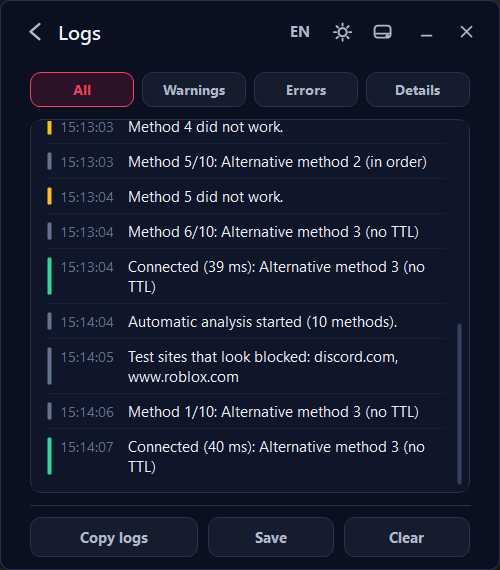 Logs
EN
All
Warnings
Errors
Details
15:13:03 Method 4 did not work.
15:13:03 Method 5/10: Alternative method 2 (in order)
15:13:04 Method 5 did not work.
15:13:04 Method 6/10: Alternative method 3 (no TTL)
15:13:04 Connected (39 ms): Alternative method 3 (no
TTL)
15:14:04 Automatic analysis started (10 methods).
15:14:05 Test sites that look blocked: discord.com,
www.roblox.com
15:14:06 Method 1/10: Alternative method 3 (no TTL)
15:14:07 Connected (40 ms): Alternative method 3 (no
TTL)
Copy logs
Save
Clear